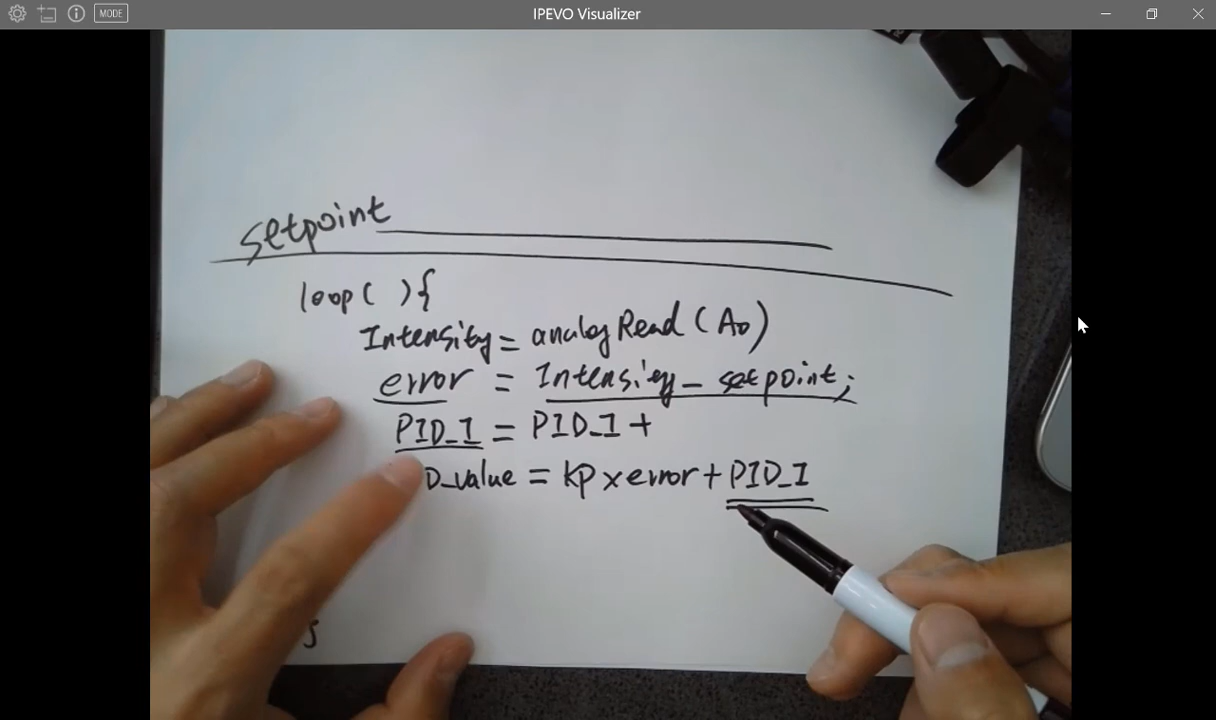 MODE
IPEVO Visualizer
setpoint
loop( ){
Intensity = analogRead (A0)
error = Intensity - setpoint;
PID_I = PID_I +
D_value = kp x error + PID_I